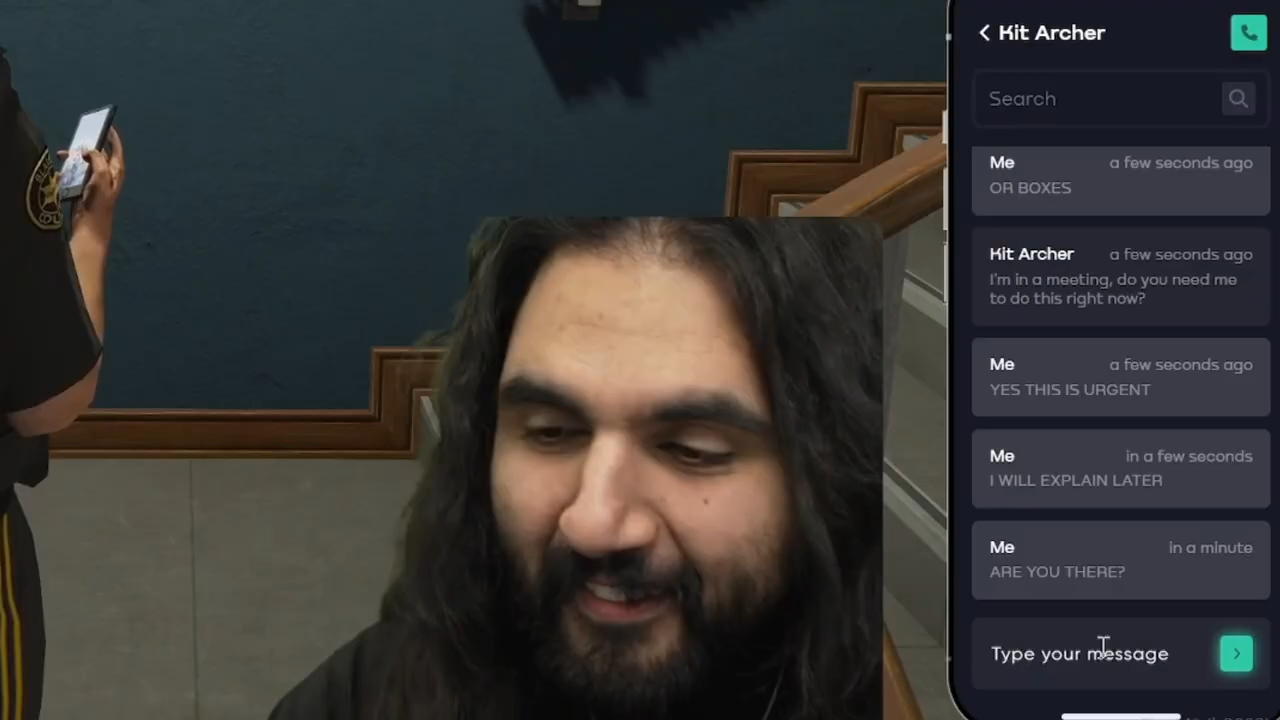 Kit Archer
Search
Me a few seconds ago
OR BOXES
Kit Archer a few seconds ago
I'm in a meeting, do you need me
to do this right now?
Me a few seconds ago
YES THIS IS URGENT
Me in a few seconds
I WILL EXPLAIN LATER
Me in a minute
ARE YOU THERE?
Type your message